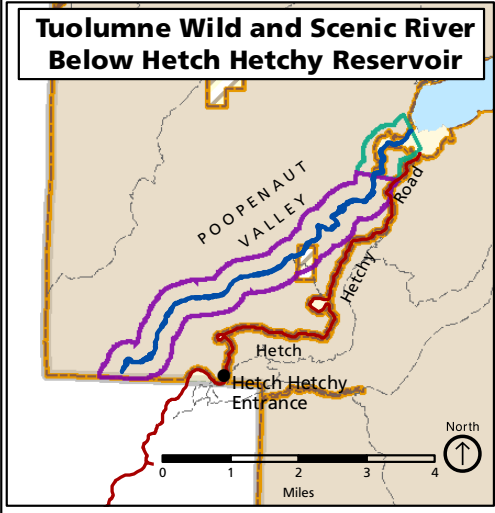 Tuolumne Wild and Scenic River
Below Hetch Hetchy Reservoir
POOPENAUT
VALLEY
Road
Hetchy
Hetch
Hetch Hetchy
Entrance
North
0 1 2 3 4
Miles